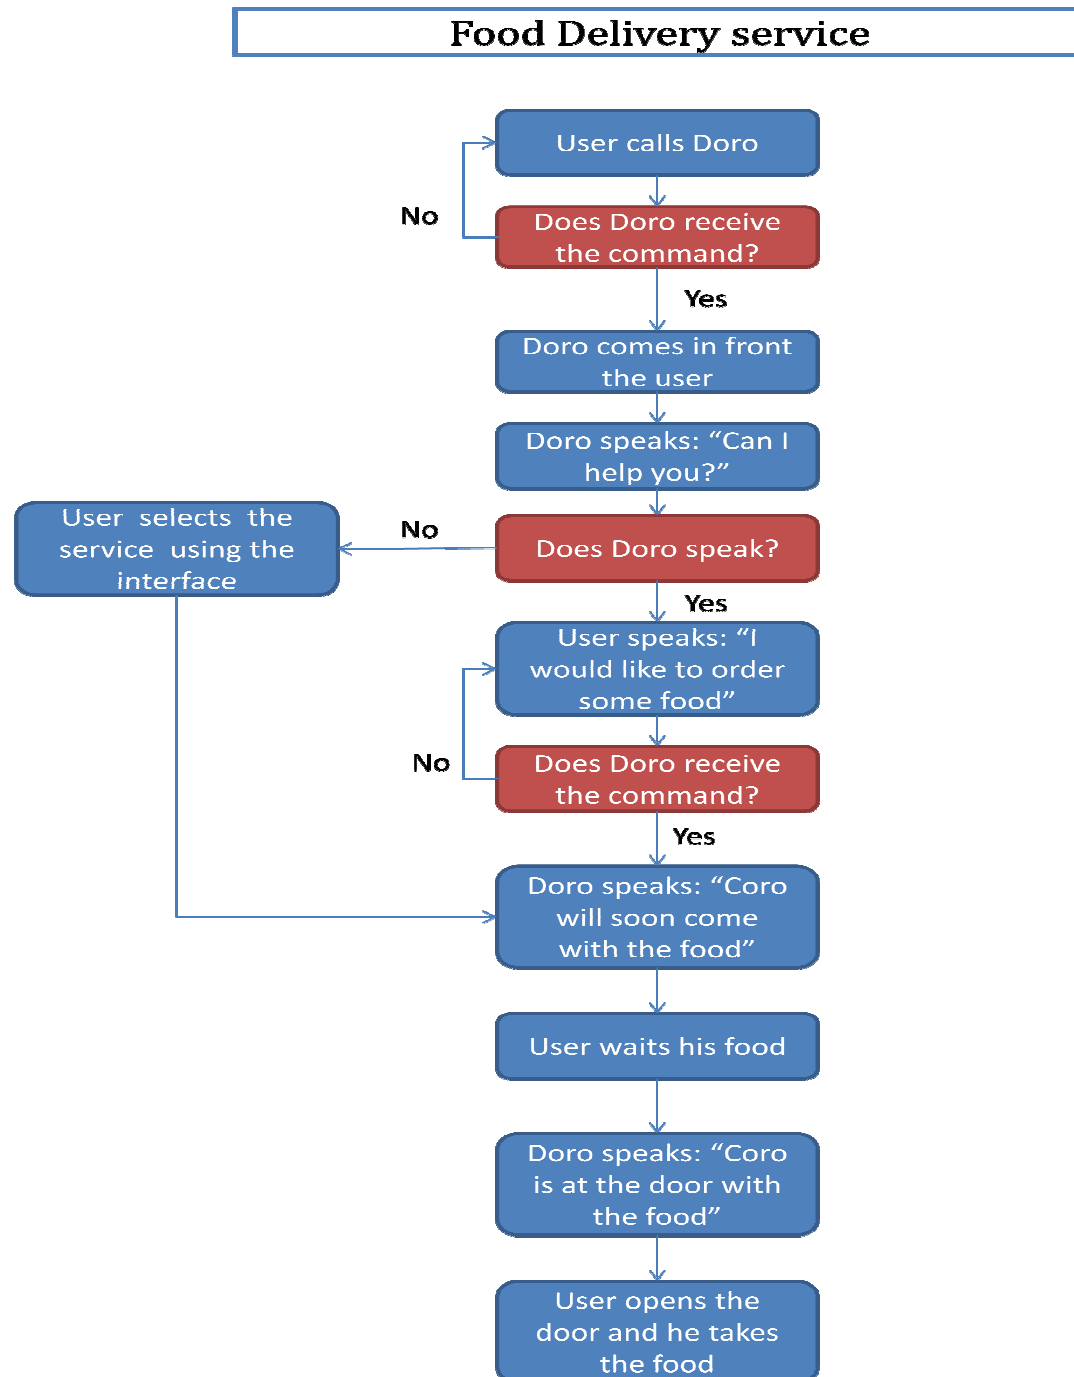 Food Delivery service
User calls Doro
No
Does Doro receive
the command?
Yes
Doro comes in front
the user
Doro speaks: “Can I
help you?”
User selects the
service using the
interface
No
Does Doro speak?
Yes
User speaks: “I
would like to order
some food”
No
Does Doro receive
the command?
Yes
Doro speaks: “Coro
will soon come
with the food”
User waits his food
Doro speaks: “Coro
is at the door with
the food”
User opens the
door and he takes
the food